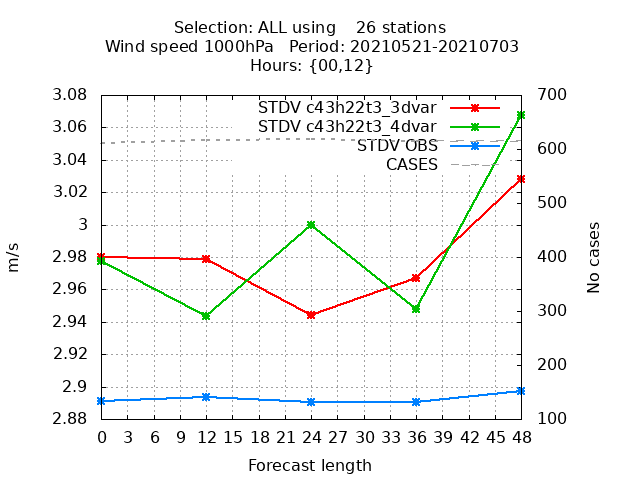 Selection: ALL using    26 stations
Wind speed 1000hPa   Period: 20210521-20210703
Hours: {00,12}
STDV c43h22t3_3dvar
STDV c43h22t3_4dvar
STDV OBS
CASES
3.08
3.06
3.04
3.02
3
2.98
2.96
2.94
2.92
2.9
2.88
m/s
700
600
500
400
300
200
100
No cases
0 3 6 9 12 15 18 21 24 27 30 33 36 39 42 45 48
Forecast length